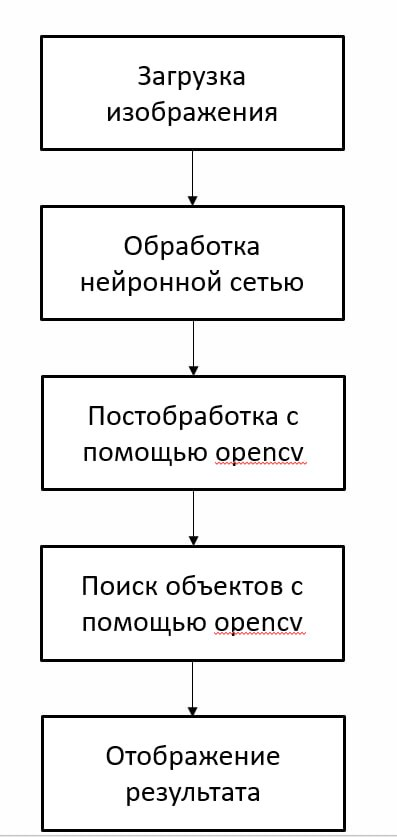 Загрузка
изображения
Обработка
нейронной сетью
Постобработка с
помощью opencv
Поиск объектов с
помощью opencv
Отображение
результата